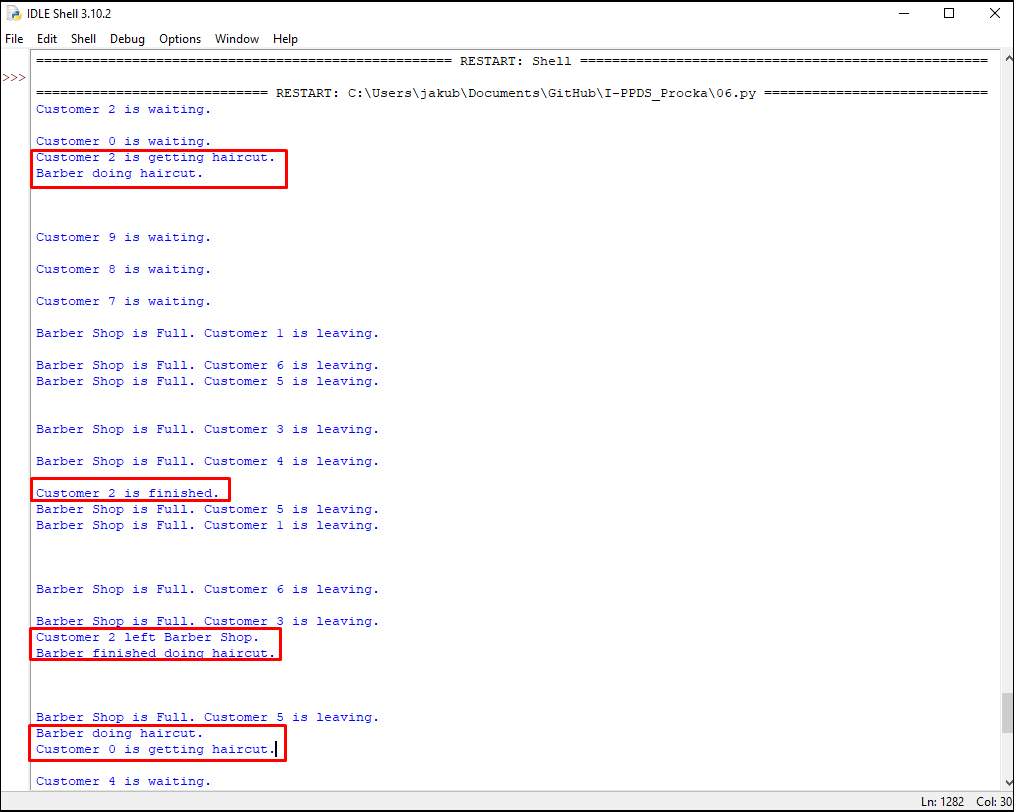 IDLE Shell 3.10.2
File Edit Shell Debug Options Window Help
==================================================== RESTART: Shell ===================================================
>>>
============================= RESTART: C:\Users\jakub\Documents\GitHub\I-PPDS_Procka\06.py ============================
Customer 2 is waiting.
Customer 0 is waiting.
Customer 2 is getting haircut.
Barber doing haircut.
Customer 9 is waiting.
Customer 8 is waiting.
Customer 7 is waiting.
Barber Shop is Full. Customer 1 is leaving.
Barber Shop is Full. Customer 6 is leaving.
Barber Shop is Full. Customer 5 is leaving.
Barber Shop is Full. Customer 3 is leaving.
Barber Shop is Full. Customer 4 is leaving.
Customer 2 is finished.
Barber Shop is Full. Customer 5 is leaving.
Barber Shop is Full. Customer 1 is leaving.
Barber Shop is Full. Customer 6 is leaving.
Barber Shop is Full. Customer 3 is leaving.
Customer 2 left Barber Shop.
Barber finished doing haircut.
Barber Shop is Full. Customer 5 is leaving.
Barber doing haircut.
Customer 0 is getting haircut.
Customer 4 is waiting.
Ln: 1282 Col: 30